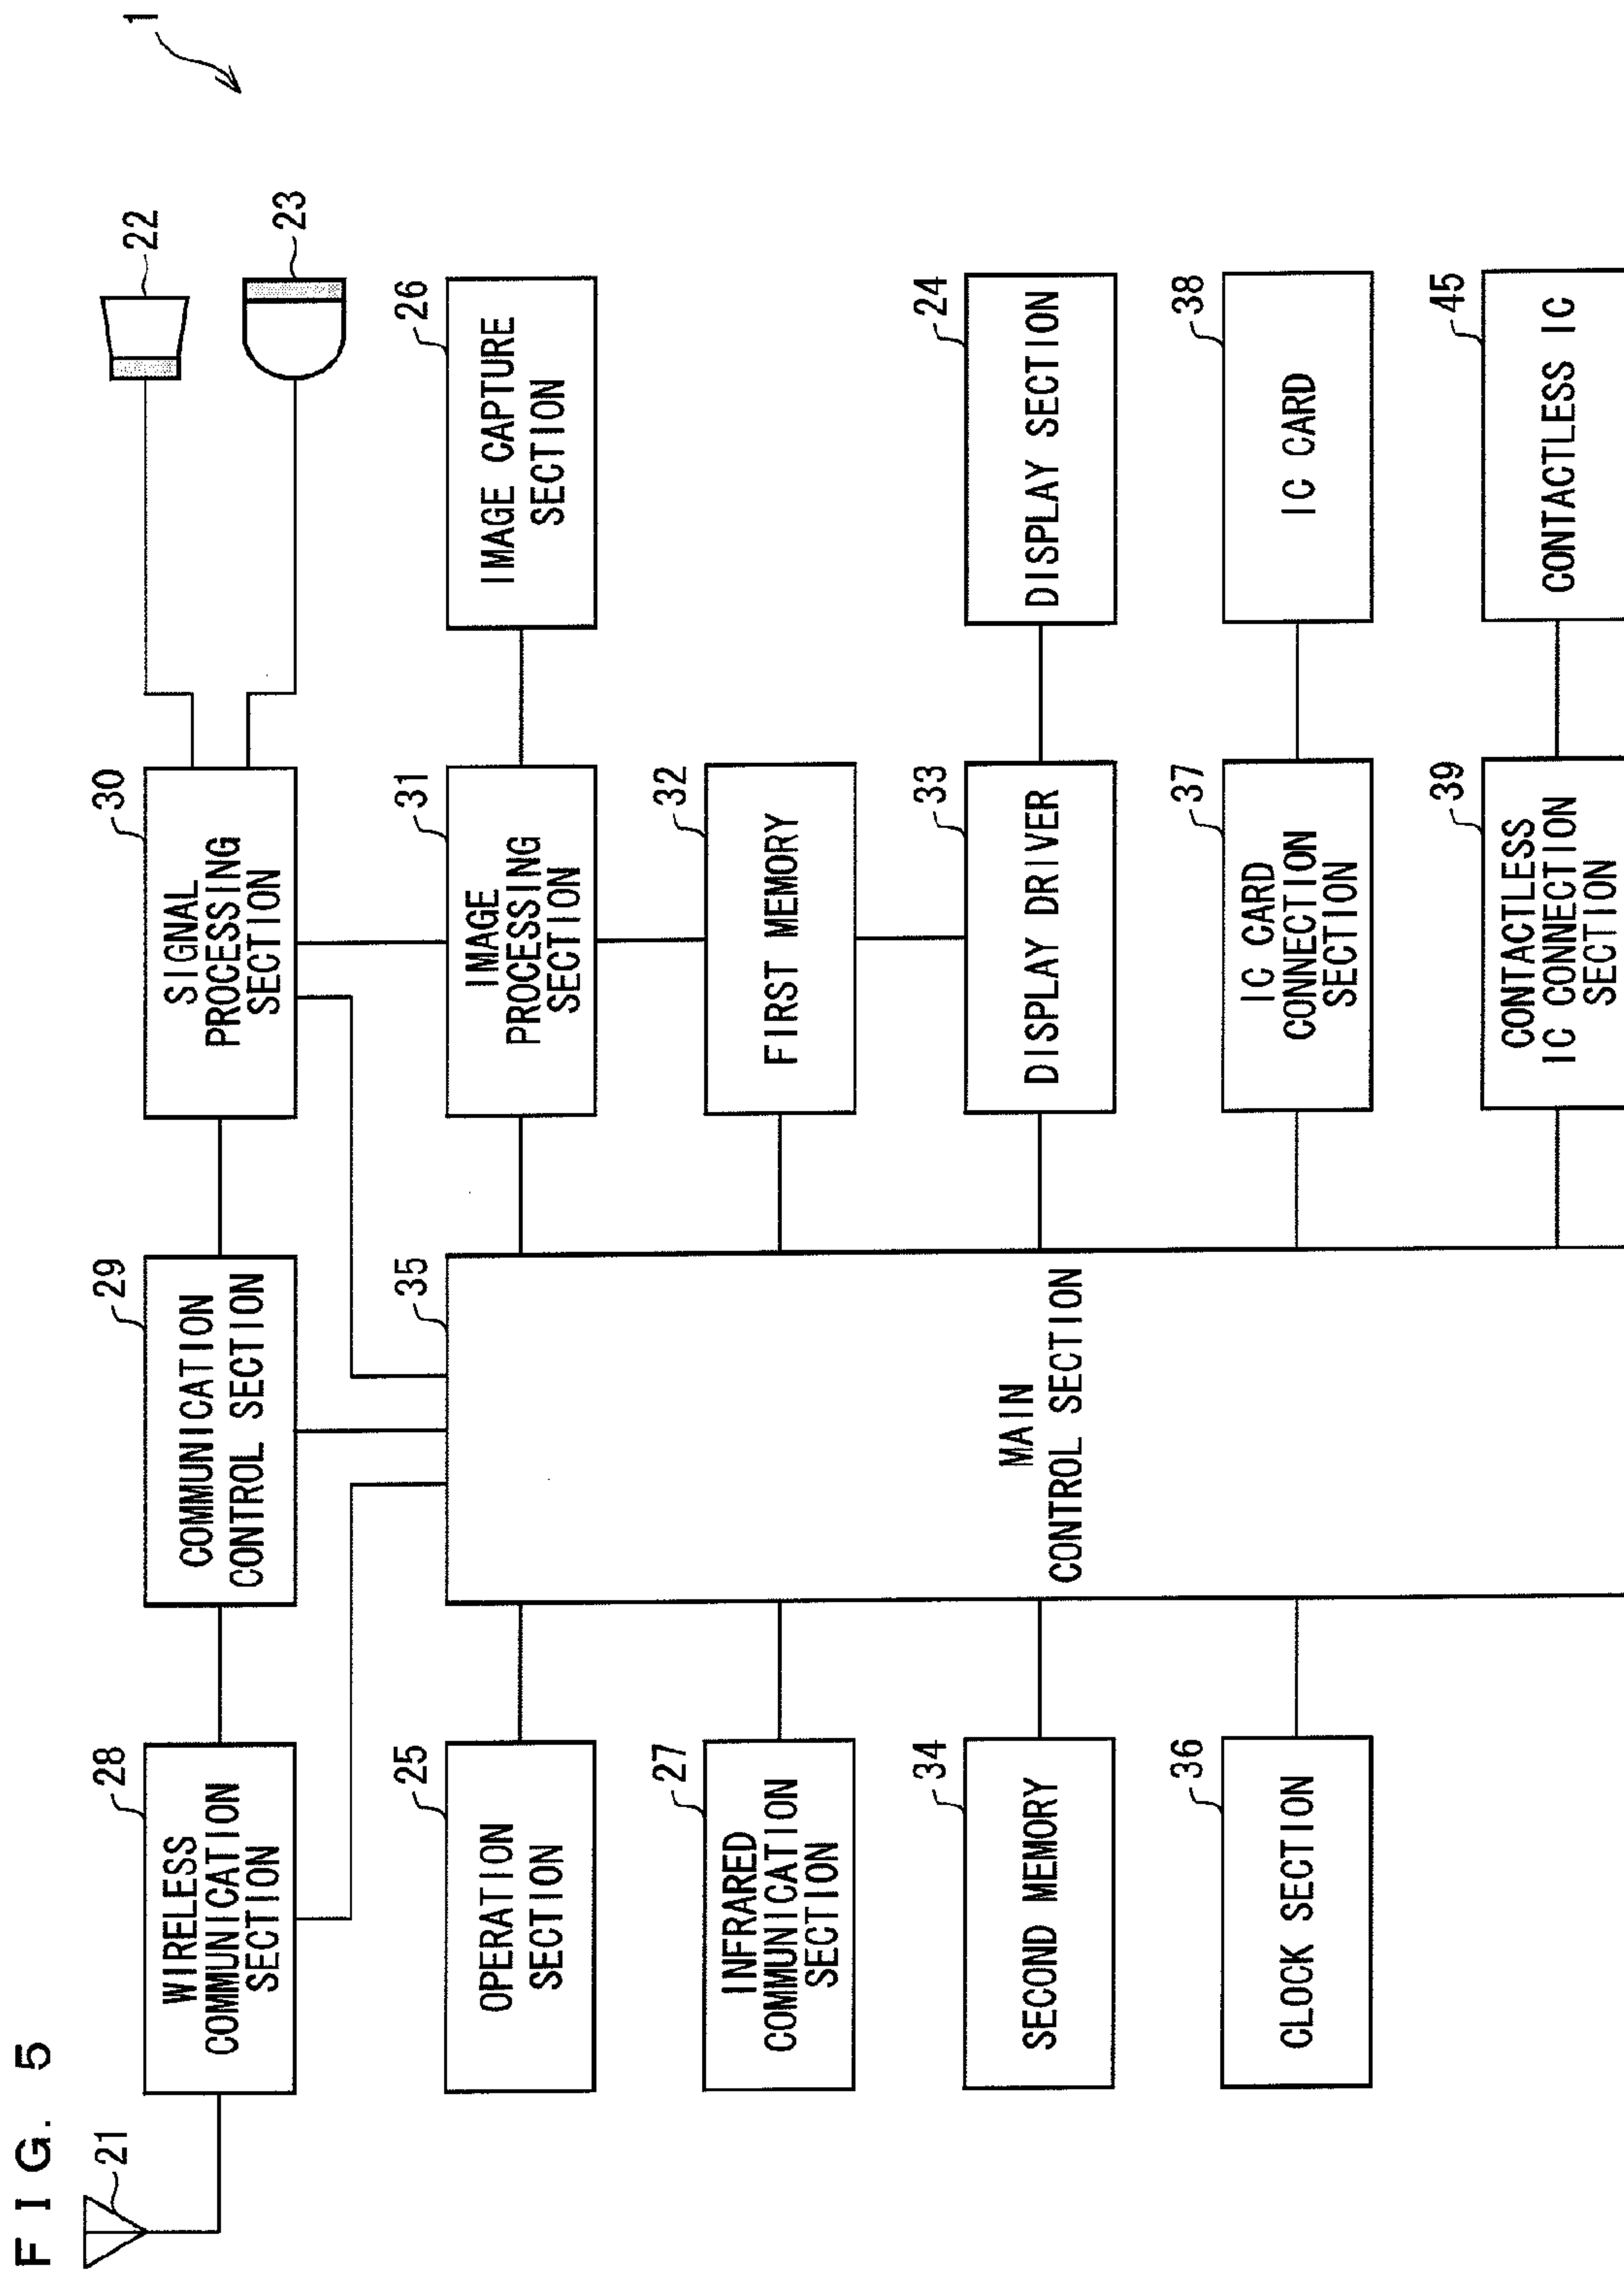 FIG. 5
1
21
22
23
28
WIRELESS
COMMUNICATION
SECTION
29
COMMUNICATION
CONTROL SECTION
30
SIGNAL
PROCESSING
SECTION
25
OPERATION
SECTION
35
MAIN
CONTROL SECTION
31
IMAGE
PROCESSING
SECTION
26
IMAGE CAPTURE
SECTION
27
INFRARED
COMMUNICATION
SECTION
32
FIRST MEMORY
34
SECOND MEMORY
33
DISPLAY DRIVER
24
DISPLAY SECTION
36
CLOCK SECTION
37
IC CARD
CONNECTION
SECTION
38
IC CARD
39
CONTACTLESS
IC CONNECTION
SECTION
45
CONTACTLESS IC